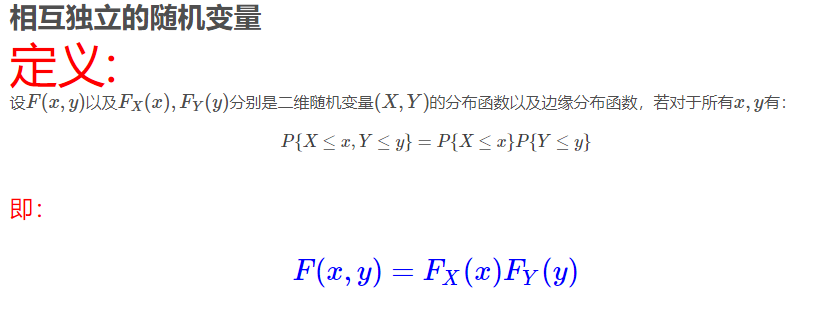 相互独立的随机变量
定义:
设F(x,y)以及F_X(x),F_Y(y)分别是二维随机变量(X,Y)的分布函数以及边缘分布函数，若对于所有x,y有：
P{X ≤ x, Y ≤ y} = P{X ≤ x}P{Y ≤ y}
即：
F(x,y) = F_X(x)F_Y(y)